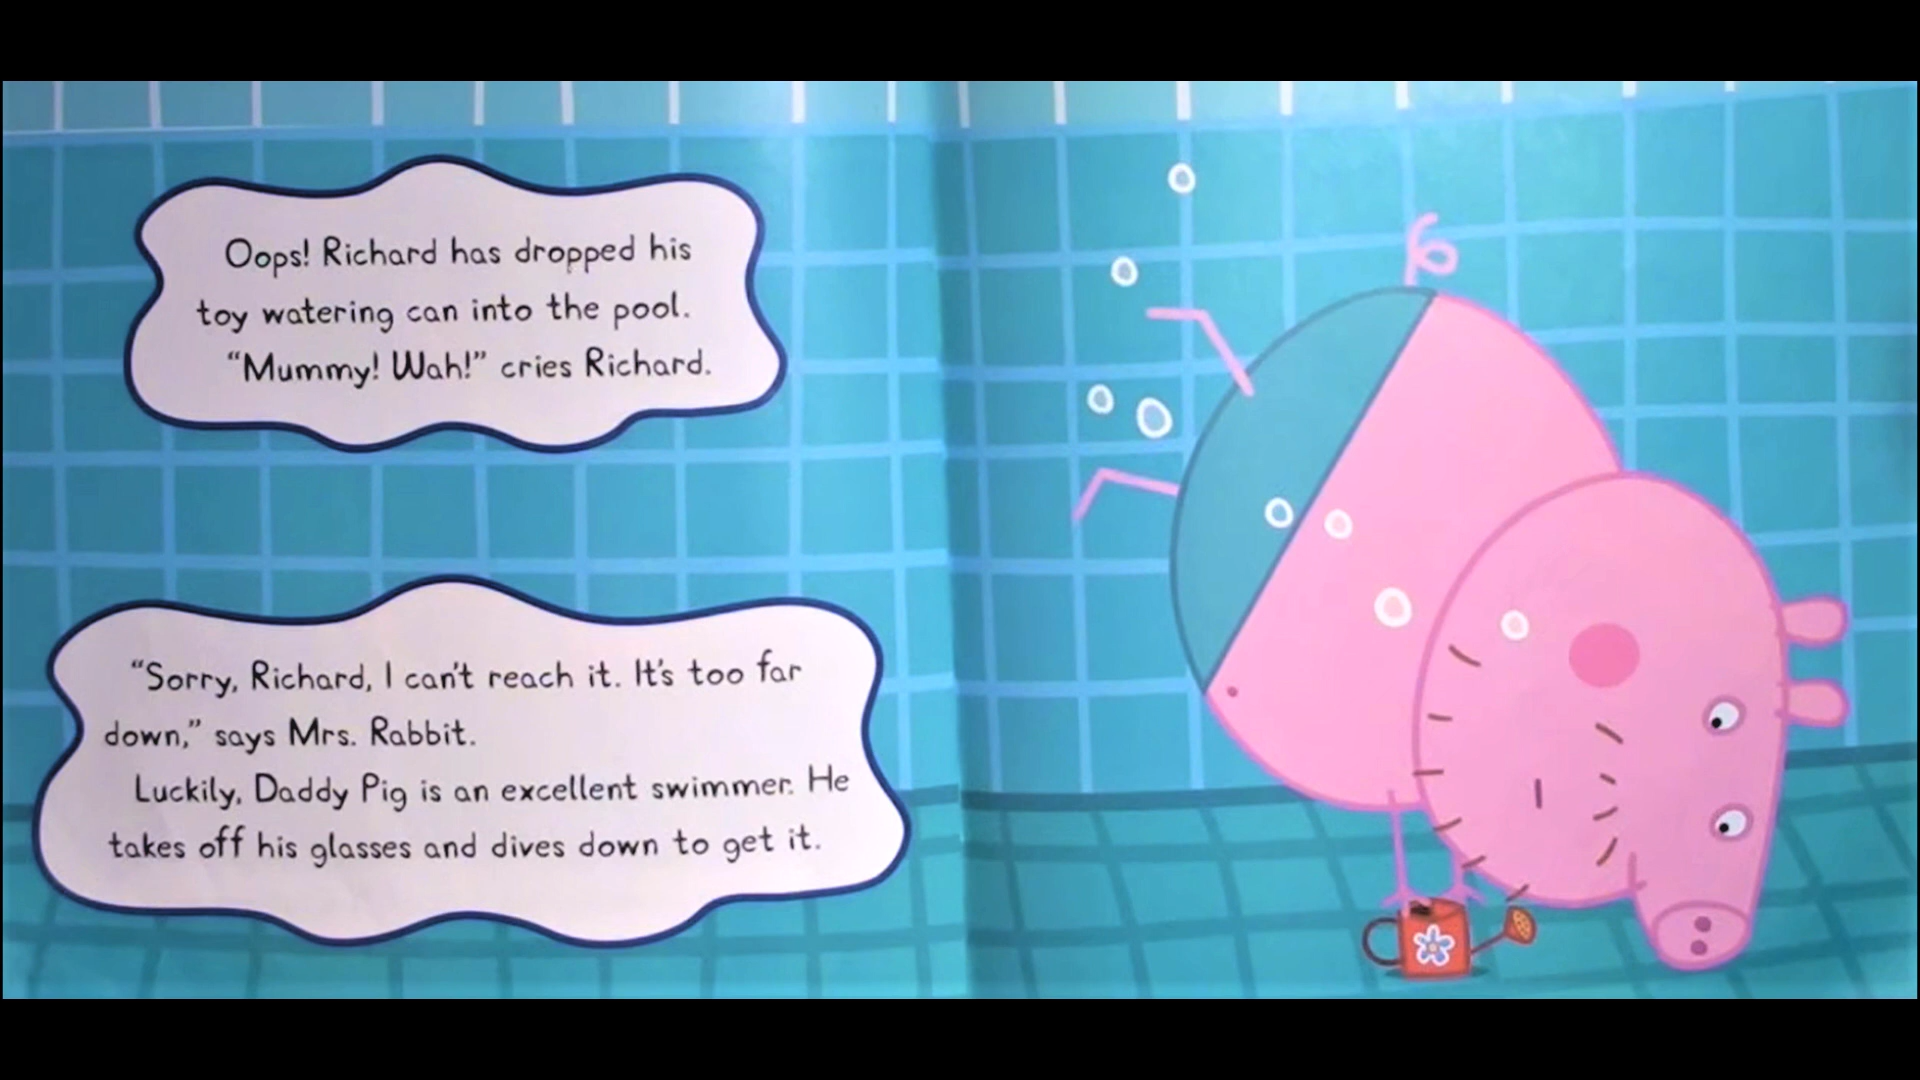 Oops! Richard has dropped his
toy watering can into the pool.
“Mummy! Wah!” cries Richard.
“Sorry, Richard, I can’t reach it. It’s too far
down,” says Mrs. Rabbit.
Luckily, Daddy Pig is an excellent swimmer. He
takes off his glasses and dives down to get it.